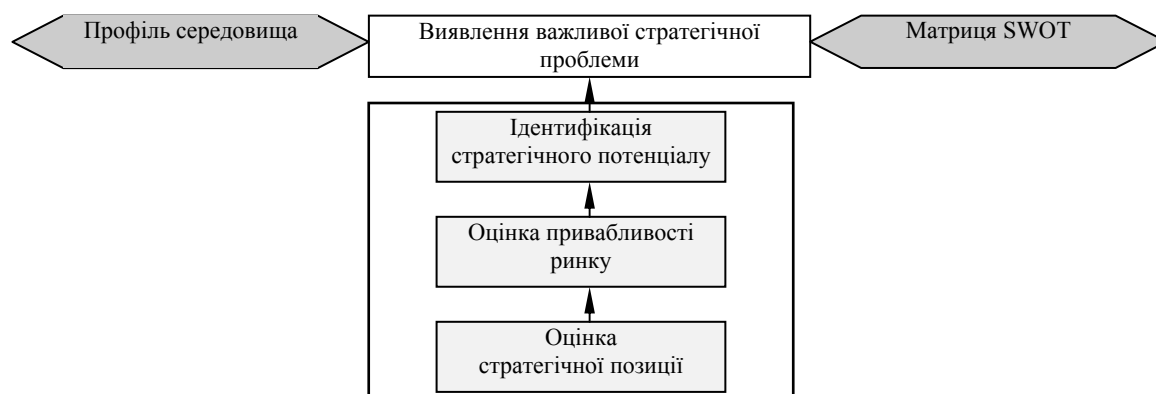 Профіль середовища
Виявлення важливої стратегічної
проблеми
Матриця SWOT
Ідентифікація
стратегічного потенціалу
Оцінка привабливості
ринку
Оцінка
стратегічної позиції